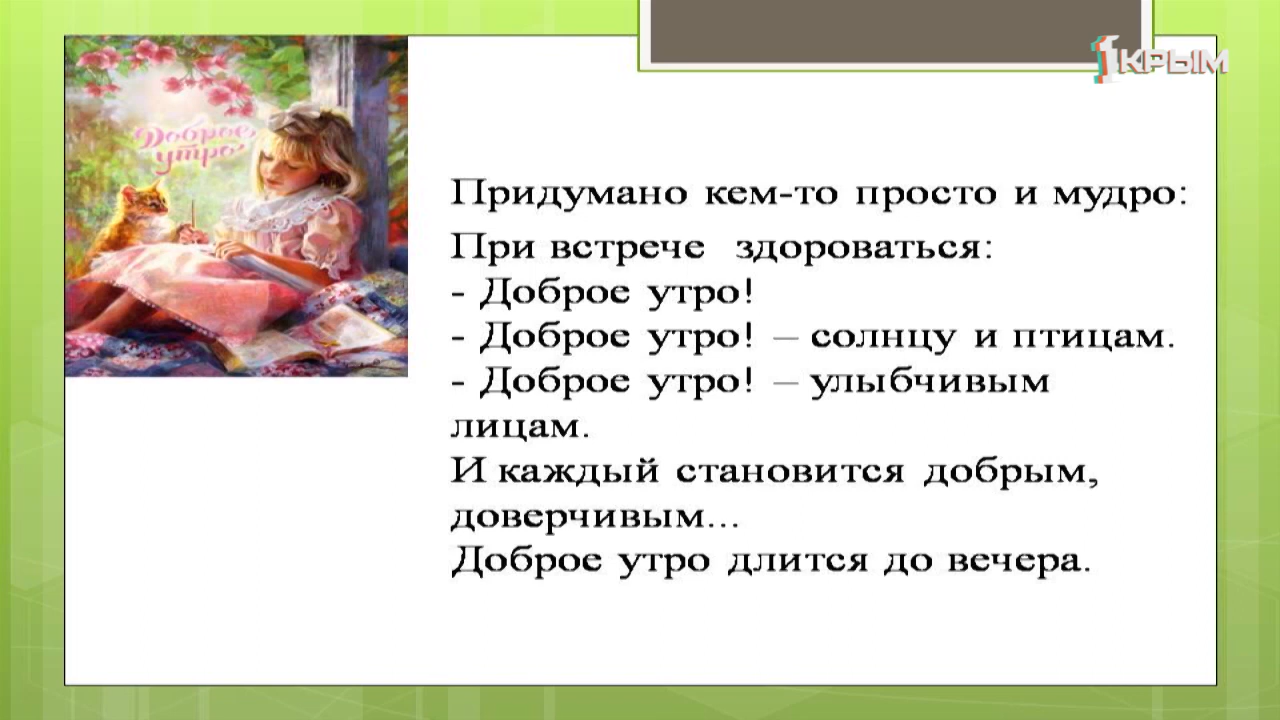 1КРЫМ
Доброе
утро
Придумано кем-то просто и мудро:
При встрече здороваться:
- Доброе утро!
- Доброе утро! – солнцу и птицам.
- Доброе утро! – улыбчивым
лицам.
И каждый становится добрым,
доверчивым...
Доброе утро длится до вечера.